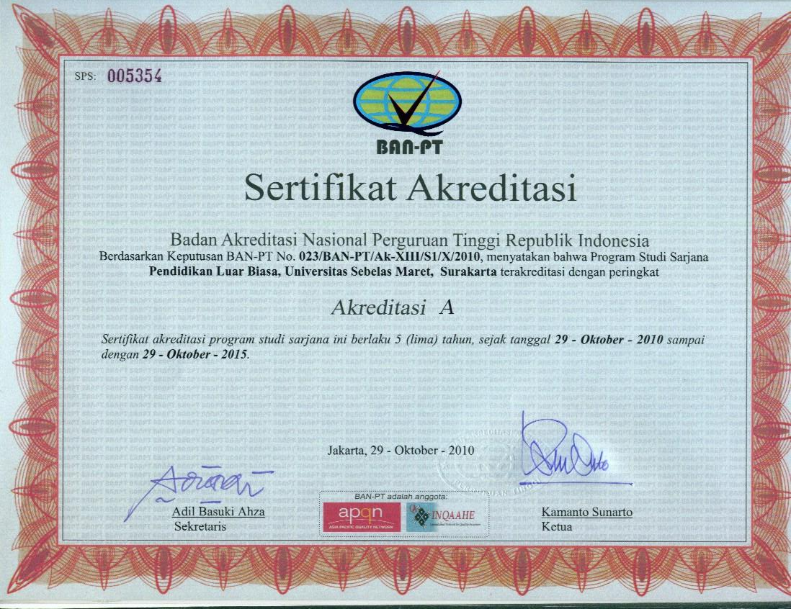 SPS: 005354
BAN-PT
Sertifikat Akreditasi
Badan Akreditasi Nasional Perguruan Tinggi Republik Indonesia
Berdasarkan Keputusan BAN-PT No. 023/BAN-PT/Ak-XIII/S1/X/2010, menyatakan bahwa Program Studi Sarjana
Pendidikan Luar Biasa, Universitas Sebelas Maret, Surakarta terakreditasi dengan peringkat
Akreditasi A
Sertifikat akreditasi program studi sarjana ini berlaku 5 (lima) tahun, sejak tanggal 29 - Oktober - 2010 sampai
dengan 29 - Oktober - 2015.
Jakarta, 29 - Oktober - 2010
BAN-PT adalah anggota:
apqn
ASIA PACIFIC QUALITY NETWORK
INQAAHE
Adil Basuki Ahza
Sekretaris
Kamanto Sunarto
Ketua